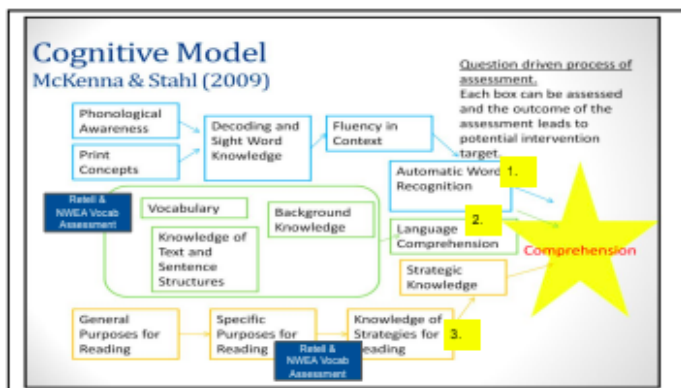 Cognitive Model
McKenna & Stahl (2009)
Question driven process of
assessment.
Each box can be assessed
and the outcome of the
assessment leads to
potential intervention
target.
Phonological
Awareness
Print
Concepts
Decoding and
Sight Word
Knowledge
Fluency in
Context
Automatic Word
Recognition
1.
Retell &
NWEA Vocab
Assessment
Vocabulary
Background
Knowledge
Knowledge of
Text and
Sentence
Structures
2.
Language
Comprehension
Comprehension
Strategic
Knowledge
General
Purposes for
Reading
Specific
Purposes for
Reading
Knowledge of
Strategies for
Reading
3.
Retell &
NWEA Vocab
Assessment